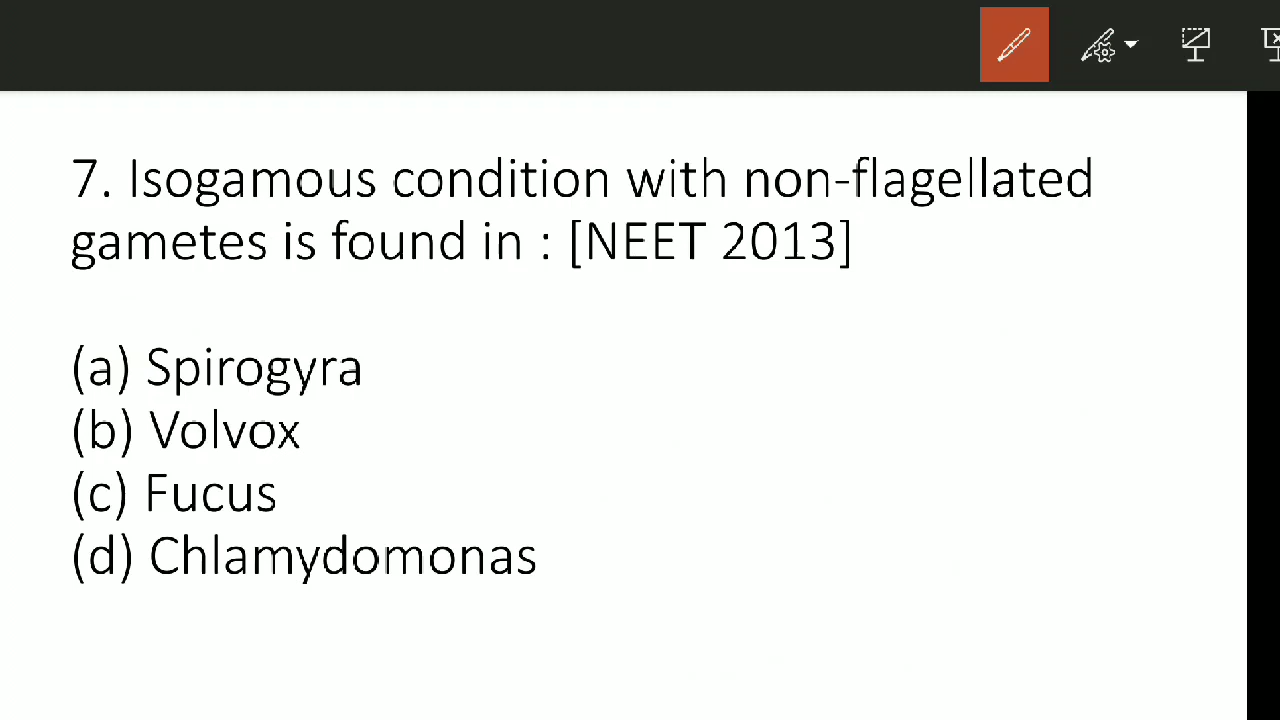 7. Isogamous condition with non-flagellated
gametes is found in : [NEET 2013]
(a) Spirogyra
(b) Volvox
(c) Fucus
(d) Chlamydomonas